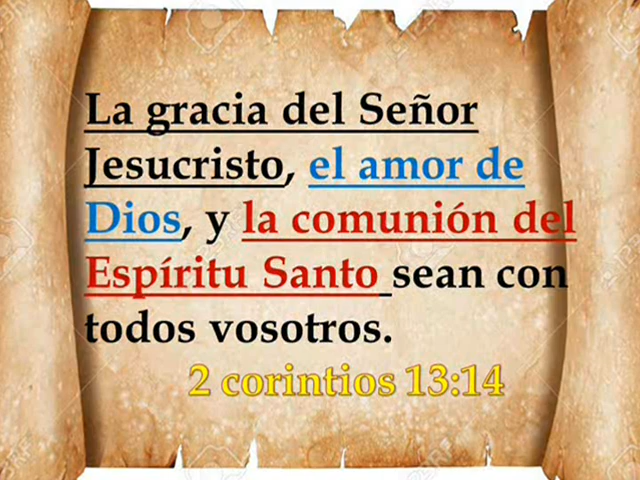 La gracia del Señor
Jesucristo, el amor de
Dios, y la comunión del
Espíritu Santo sean con
todos vosotros.
2 corintios 13:14